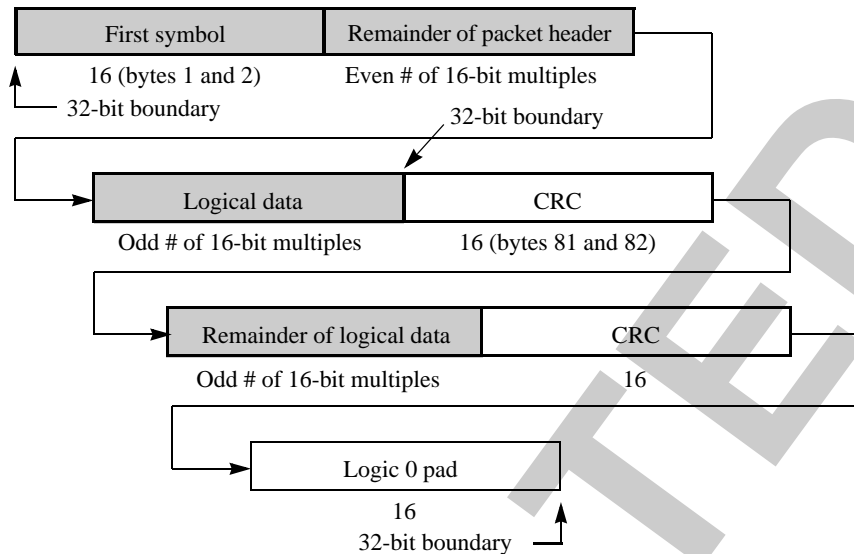 First symbol Remainder of packet header
16 (bytes 1 and 2) Even # of 16-bit multiples
32-bit boundary
32-bit boundary
Logical data CRC
Odd # of 16-bit multiples 16 (bytes 81 and 82)
Remainder of logical data CRC
Odd # of 16-bit multiples 16
Logic 0 pad
16
32-bit boundary
TED